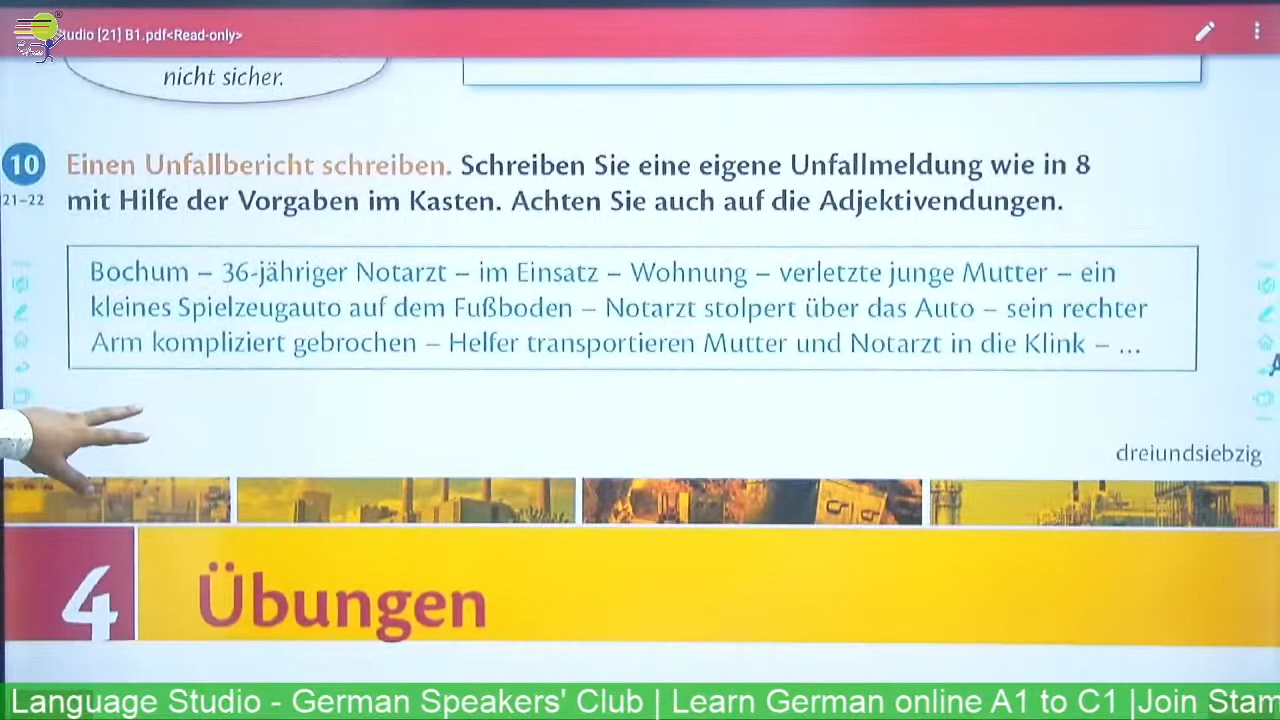 Studio [21] B1.pdf<Read-only>
nicht sicher.
10 Einen Unfallbericht schreiben. Schreiben Sie eine eigene Unfallmeldung wie in 8
21–22 mit Hilfe der Vorgaben im Kasten. Achten Sie auch auf die Adjektivendungen.
Bochum – 36-jähriger Notarzt – im Einsatz – Wohnung – verletzte junge Mutter – ein
kleines Spielzeugauto auf dem Fußboden – Notarzt stolpert über das Auto – sein rechter
Arm kompliziert gebrochen – Helfer transportieren Mutter und Notarzt in die Klink – ...
dreiundsiebzig
4 Übungen
Language Studio - German Speakers' Club | Learn German online A1 to C1 |Join Stam